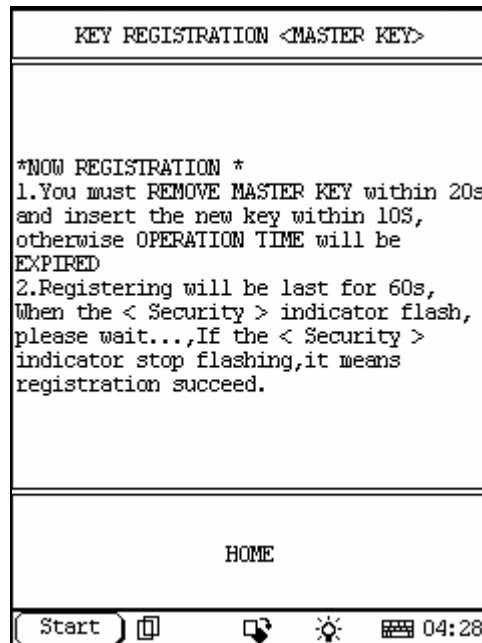 KEY REGISTRATION <MASTER KEY>
*NOW REGISTRATION *
1.You must REMOVE MASTER KEY within 20s
and insert the new key within 10S,
otherwise OPERATION TIME will be
EXPIRED
2.Registering will be last for 60s,
When the < Security > indicator flash,
please wait...,If the < Security >
indicator stop flashing,it means
registration succeed.
HOME
Start 04:28